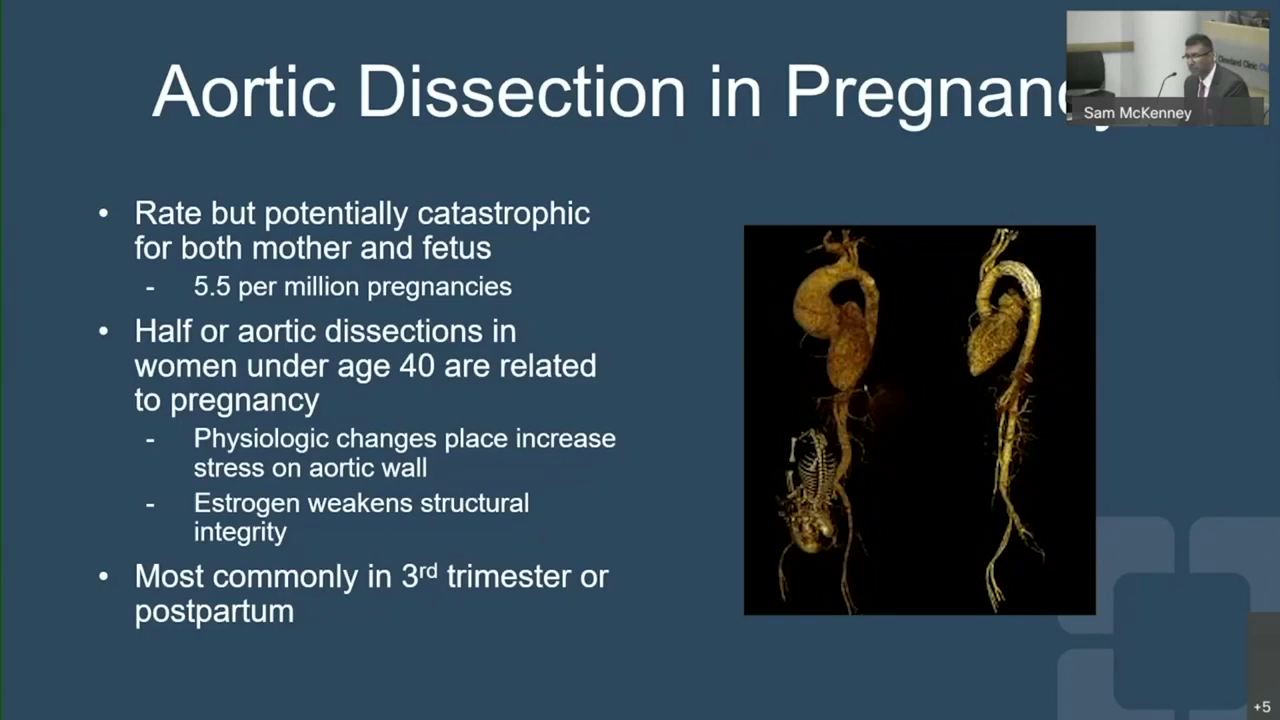 Aortic Dissection in Pregnanc
Sam McKenney
Cleveland Clinic
• Rate but potentially catastrophic
for both mother and fetus
- 5.5 per million pregnancies
• Half or aortic dissections in
women under age 40 are related
to pregnancy
- Physiologic changes place increase
stress on aortic wall
- Estrogen weakens structural
integrity
• Most commonly in 3rd trimester or
postpartum
+5